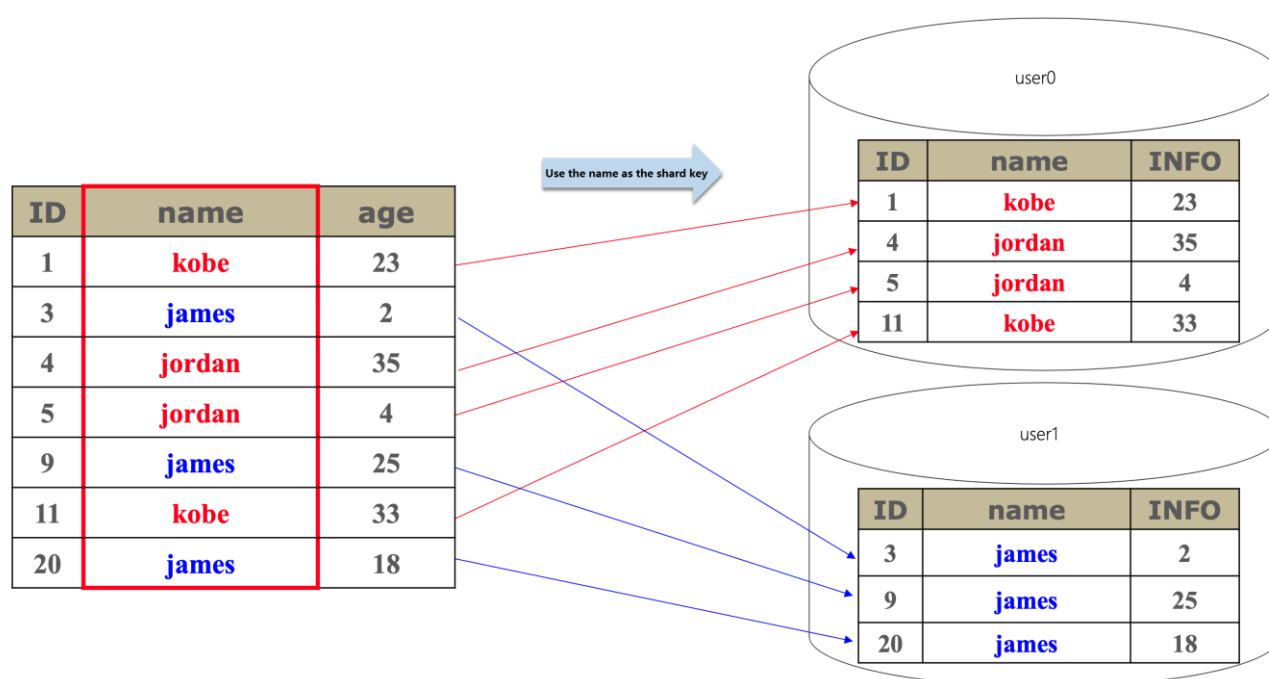 user0
Use the name as the shard key
ID name INFO
1 kobe 23
4 jordan 35
5 jordan 4
11 kobe 33
ID name age
1 kobe 23
3 james 2
4 jordan 35
5 jordan 4
9 james 25
11 kobe 33
20 james 18
user1
ID name INFO
3 james 2
9 james 25
20 james 18